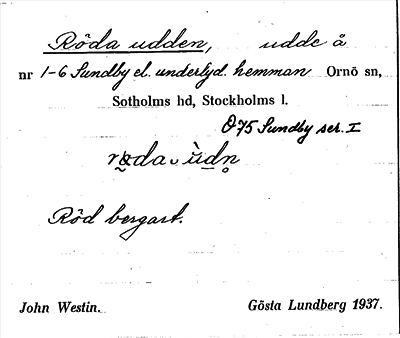 Röda udden, udde å
nr 1-6 Sundby el. underlyd. hemman Ornö sn,
Sotholms hd, Stockholms l.
Ö75 Sundby ser. I
Röd bergart.
John Westin. Gösta Lundberg 1937.